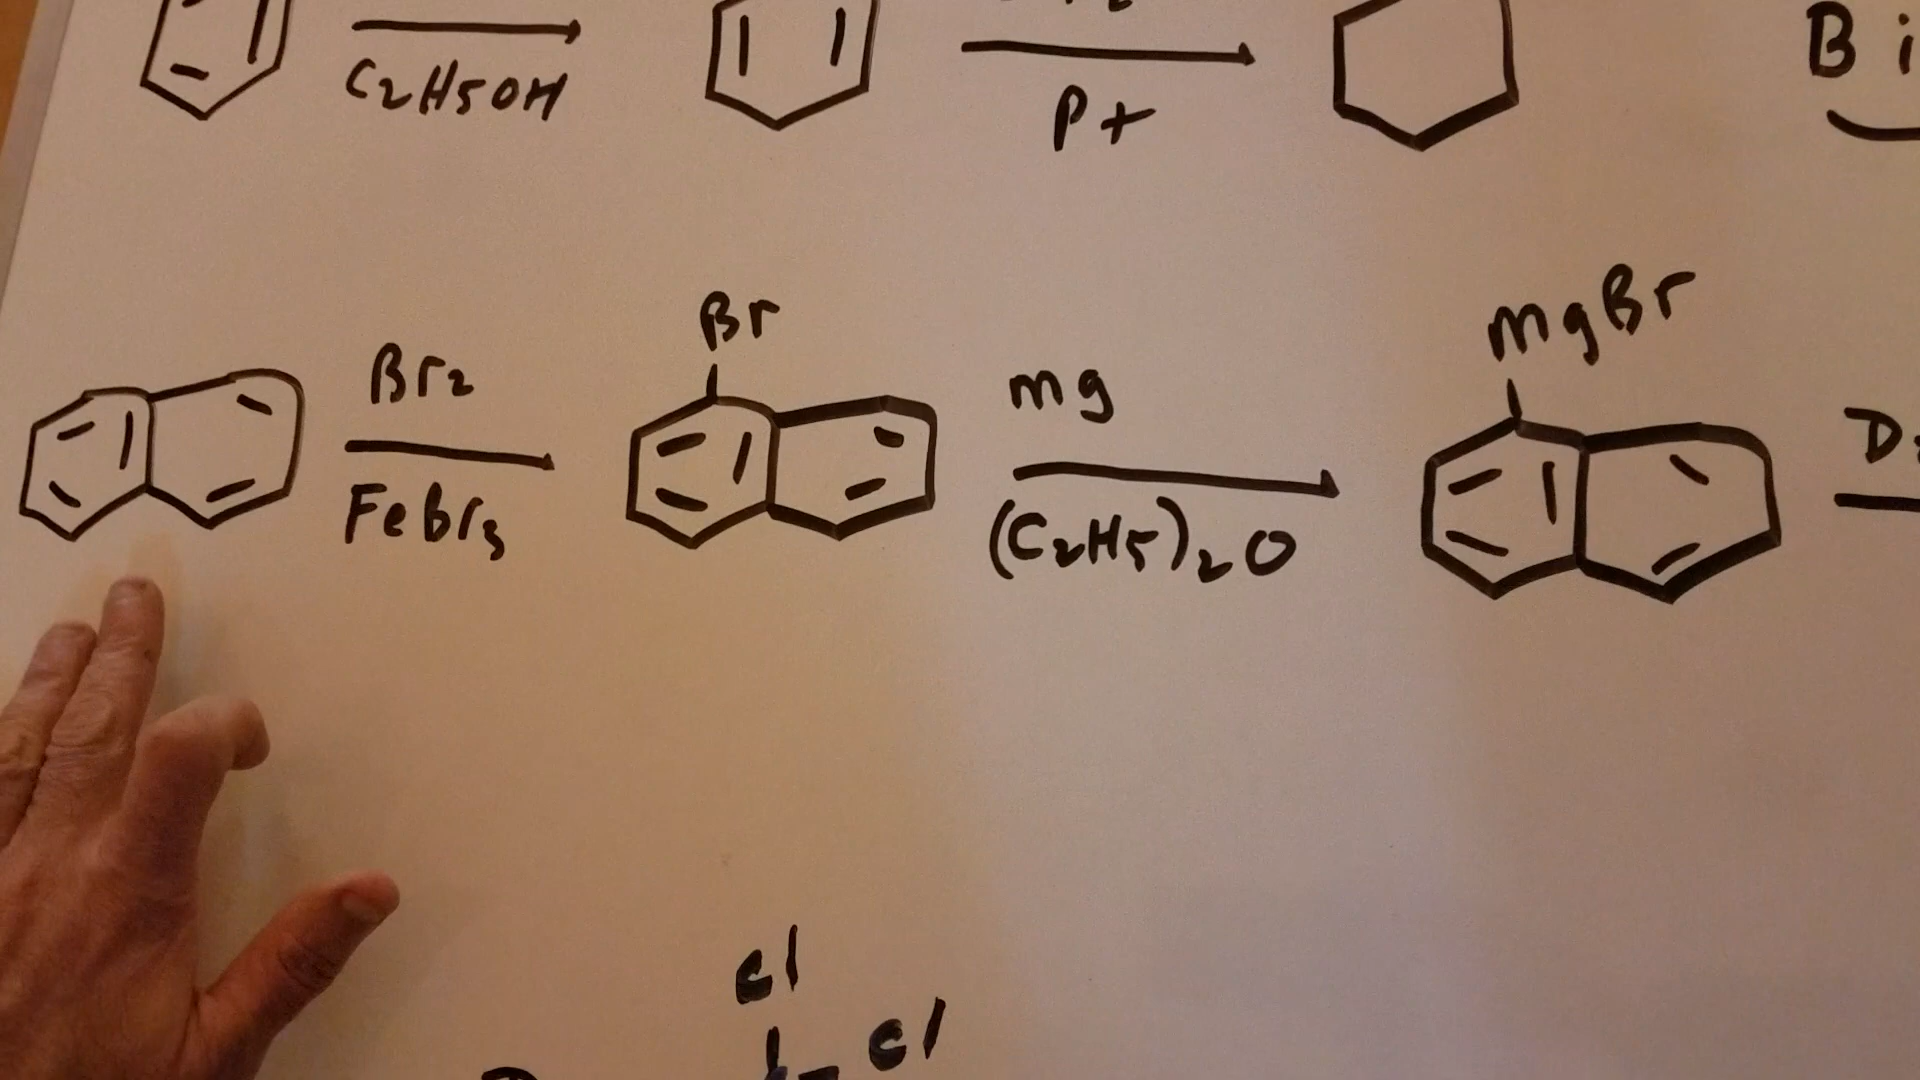 C2H5OH
Pt
B i
Br2
FeBr3
Br
mg
(C2H5)2O
mgBr
Cl
Cl